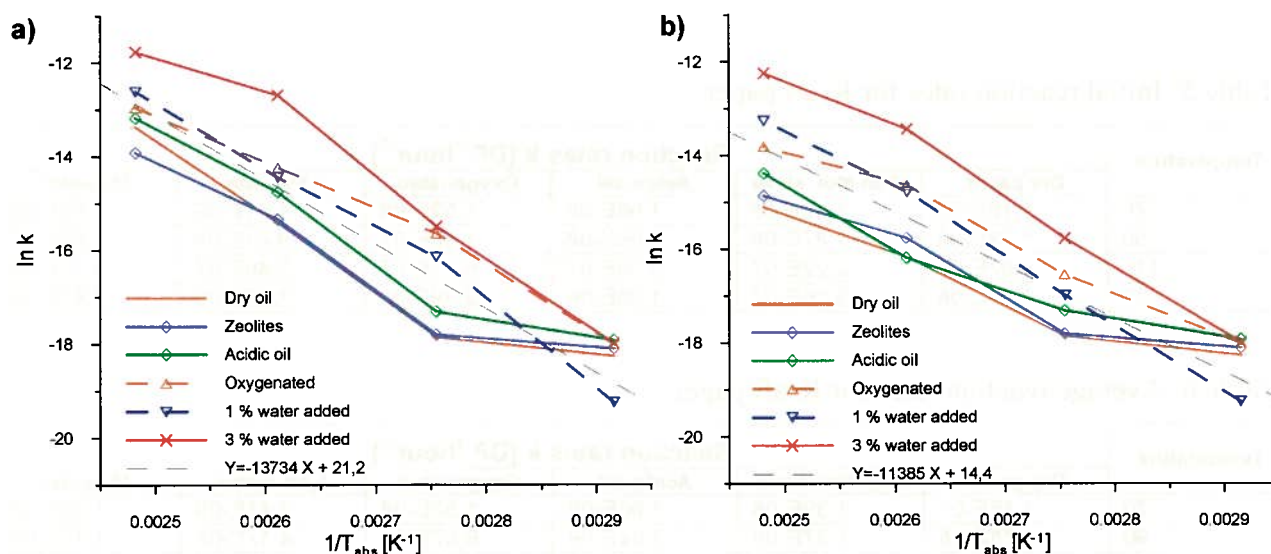 a)
-12
-14
-16
-18
-20
ln k
Dry oil
Zeolites
Acidic oil
Oxygenated
1 % water added
3 % water added
Y=-13734 X + 21,2
0.0025 0.0026 0.0027 0.0028 0.0029
1/Tabs [K-1]
b)
-12
-14
-16
-18
-20
ln k
Dry oil
Zeolites
Acidic oil
Oxygenated
1 % water added
3 % water added
Y=-11385 X + 14,4
0.0025 0.0026 0.0027 0.0028 0.0029
1/Tabs [K-1]